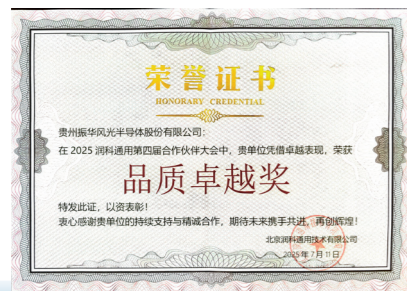 荣誉证书
HONORARY CREDENTIAL
贵州振华风光半导体股份有限公司：
在 2025 润科通用第四届合作伙伴大会中，贵单位凭借卓越表现，荣获
品质卓越奖
特发此证，以资表彰！
衷心感谢贵单位的持续支持与精诚合作，期待未来携手共进，再创辉煌！
北京润科通用技术有限公司
2025 年 7 月 11 日